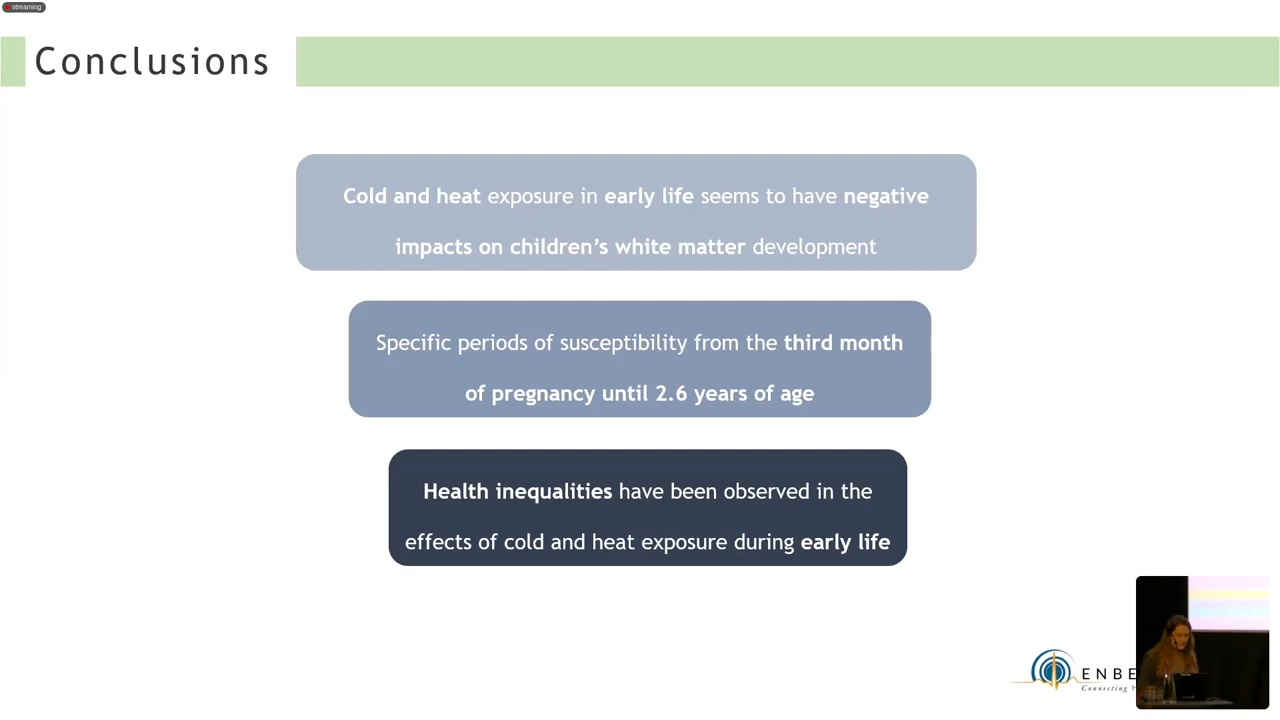 streaming
Conclusions
Cold and heat exposure in early life seems to have negative
impacts on children’s white matter development
Specific periods of susceptibility from the third month
of pregnancy until 2.6 years of age
Health inequalities have been observed in the
effects of cold and heat exposure during early life
ENBE
Connecting